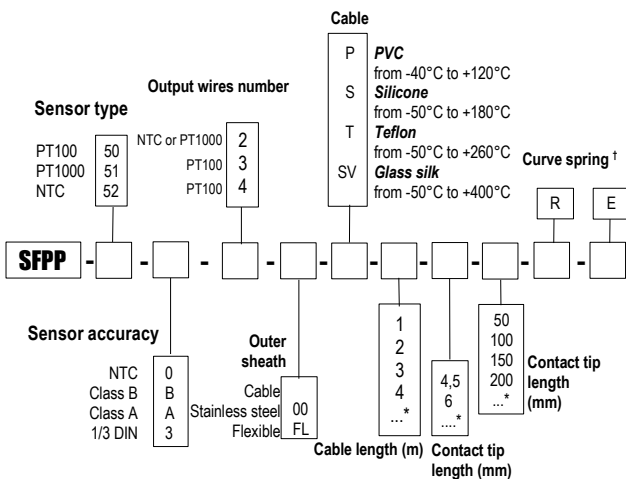 Cable
P PVC
from -40°C to +120°C
S Silicone
from -50°C to +180°C
T Teflon
from -50°C to +260°C
SV Glass silk
from -50°C to +400°C
Output wires number
NTC or PT1000 2
PT100 3
PT100 4
Sensor type
PT100 50
PT1000 51
NTC 52
Curve spring †
R E
SFPP - - - - - - - - - -
Sensor accuracy
NTC 0
Class B B
Class A A
1/3 DIN 3
Outer
sheath
Cable
Stainless steel 00
Flexible FL
1
2
3
4
...*
Cable length (m)
4,5
6
....*
Contact tip
length (mm)
50
100
150
200
...*
Contact tip
length
(mm)